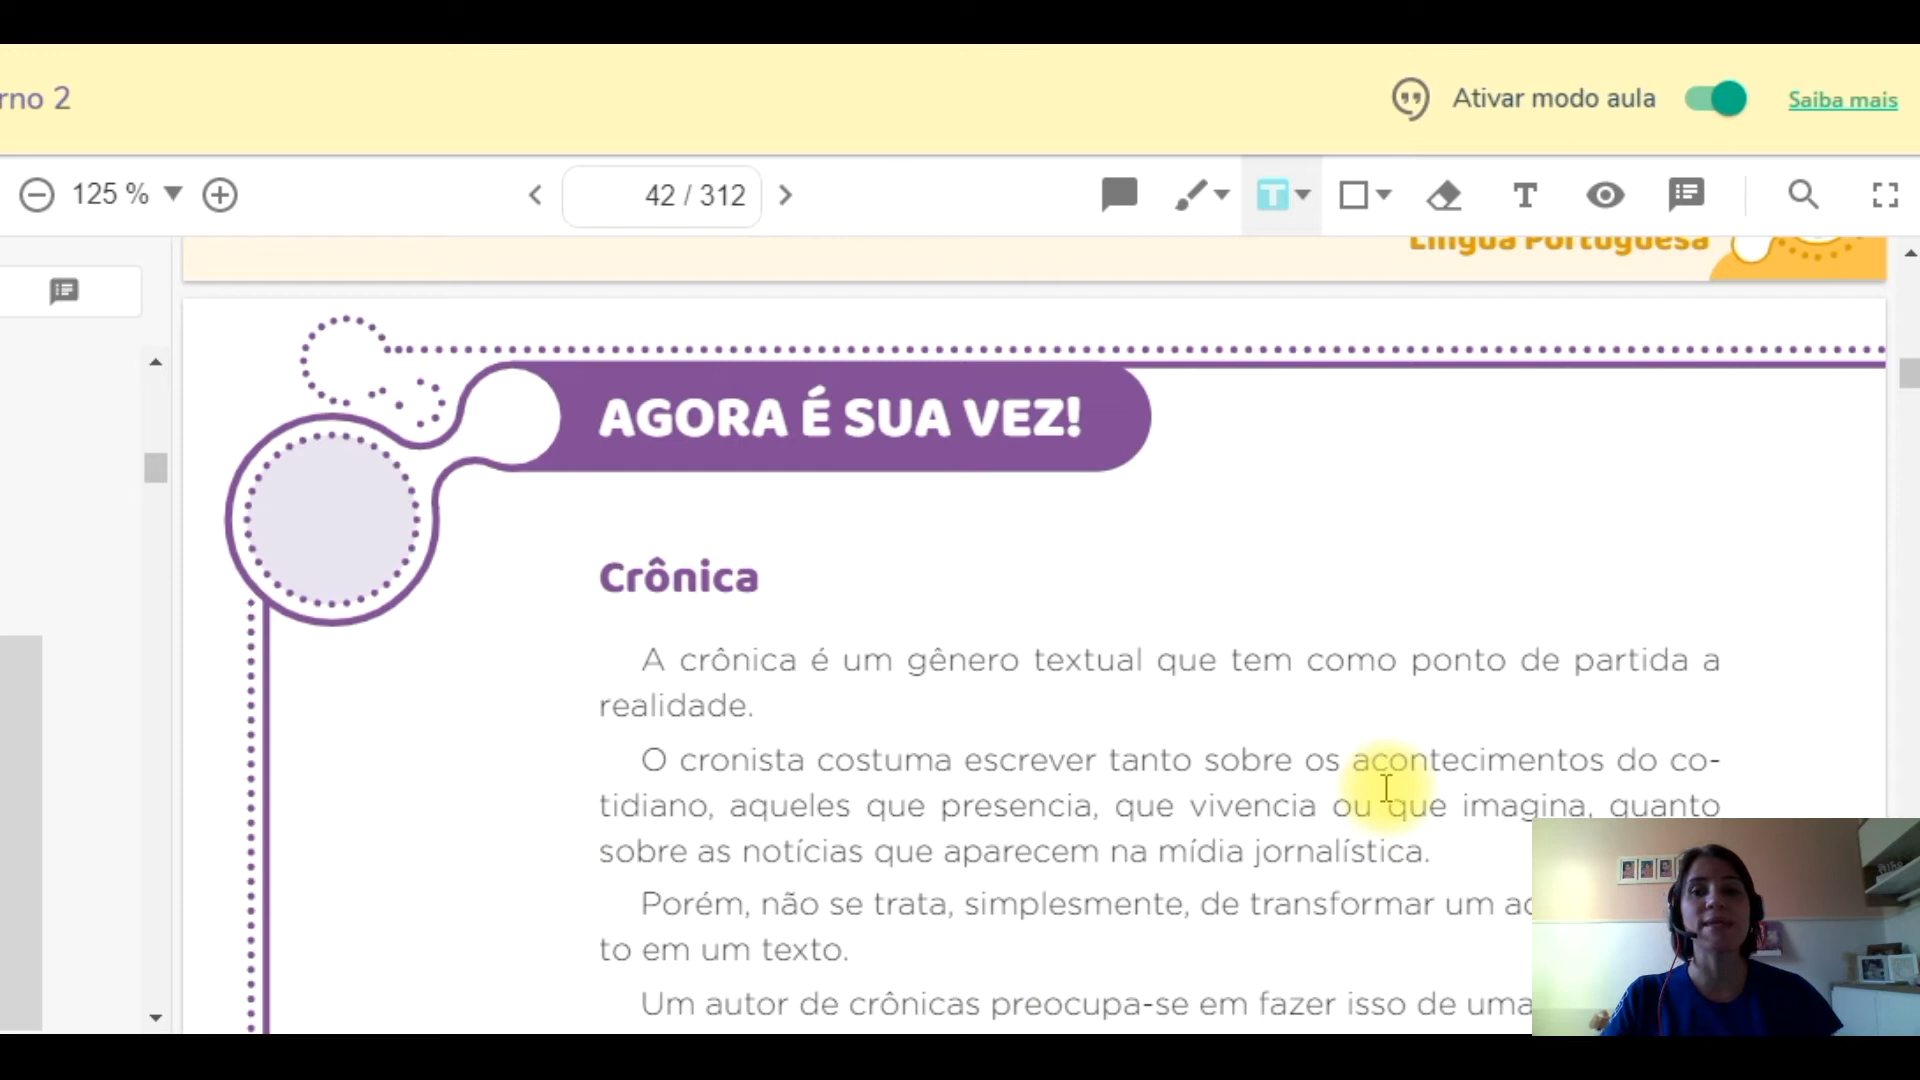 rno 2
Ativar modo aula
Saiba mais
125 %
42 / 312
Língua Portuguesa
AGORA É SUA VEZ!
Crônica
A crônica é um gênero textual que tem como ponto de partida a
realidade.
O cronista costuma escrever tanto sobre os acontecimentos do co-
tidiano, aqueles que presencia, que vivencia ou que imagina, quanto
sobre as notícias que aparecem na mídia jornalística.
Porém, não se trata, simplesmente, de transformar um ac
to em um texto.
Um autor de crônicas preocupa-se em fazer isso de uma